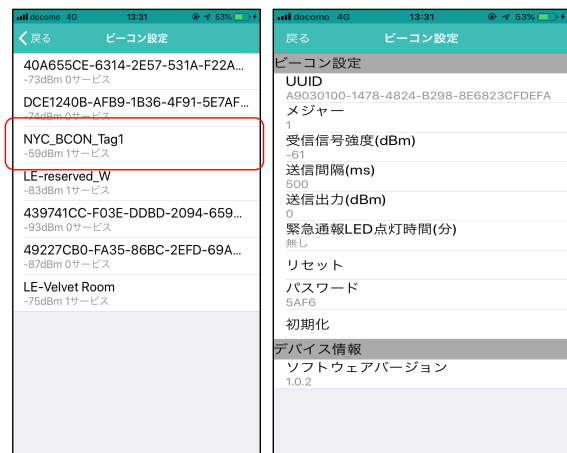 docomo 4G 13:31 53%
戻る ビーコン設定
40A655CE-6314-2E57-531A-F22A...
-73dBm 0サービス
DCE1240B-AFB9-1B36-4F91-5E7AF...
-74dBm 0サービス
NYC_BCON_Tag1
-59dBm 1サービス
LE-reserved_W
-83dBm 1サービス
439741CC-F03E-DDBD-2094-659...
-93dBm 0サービス
49227CB0-FA35-86BC-2EFD-69A...
-87dBm 0サービス
LE-Velvet Room
-75dBm 1サービス
docomo 4G 13:31 53%
戻る ビーコン設定
ビーコン設定
UUID
A9030100-1478-4824-B298-8E6823CFDEFA
メジャー
1
受信信号強度(dBm)
-61
送信間隔(ms)
500
送信出力(dBm)
0
緊急通報LED点灯時間(分)
無し
リセット
パスワード
5AF6
初期化
デバイス情報
ソフトウェアバージョン
1.0.2